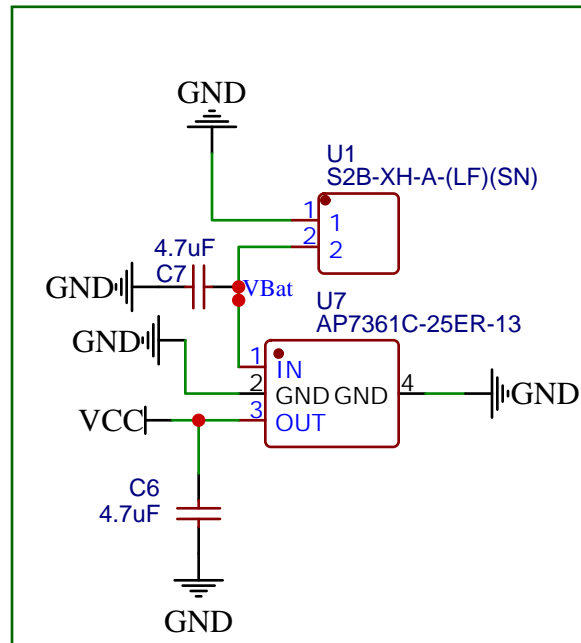 GND
U1
S2B-XH-A-(LF)(SN)
1 1
2 2
4.7uF
C7
GND
VBat
U7
AP7361C-25ER-13
GND
1 IN
2 GND GND 4
GND
3 OUT
VCC
C6
4.7uF
GND